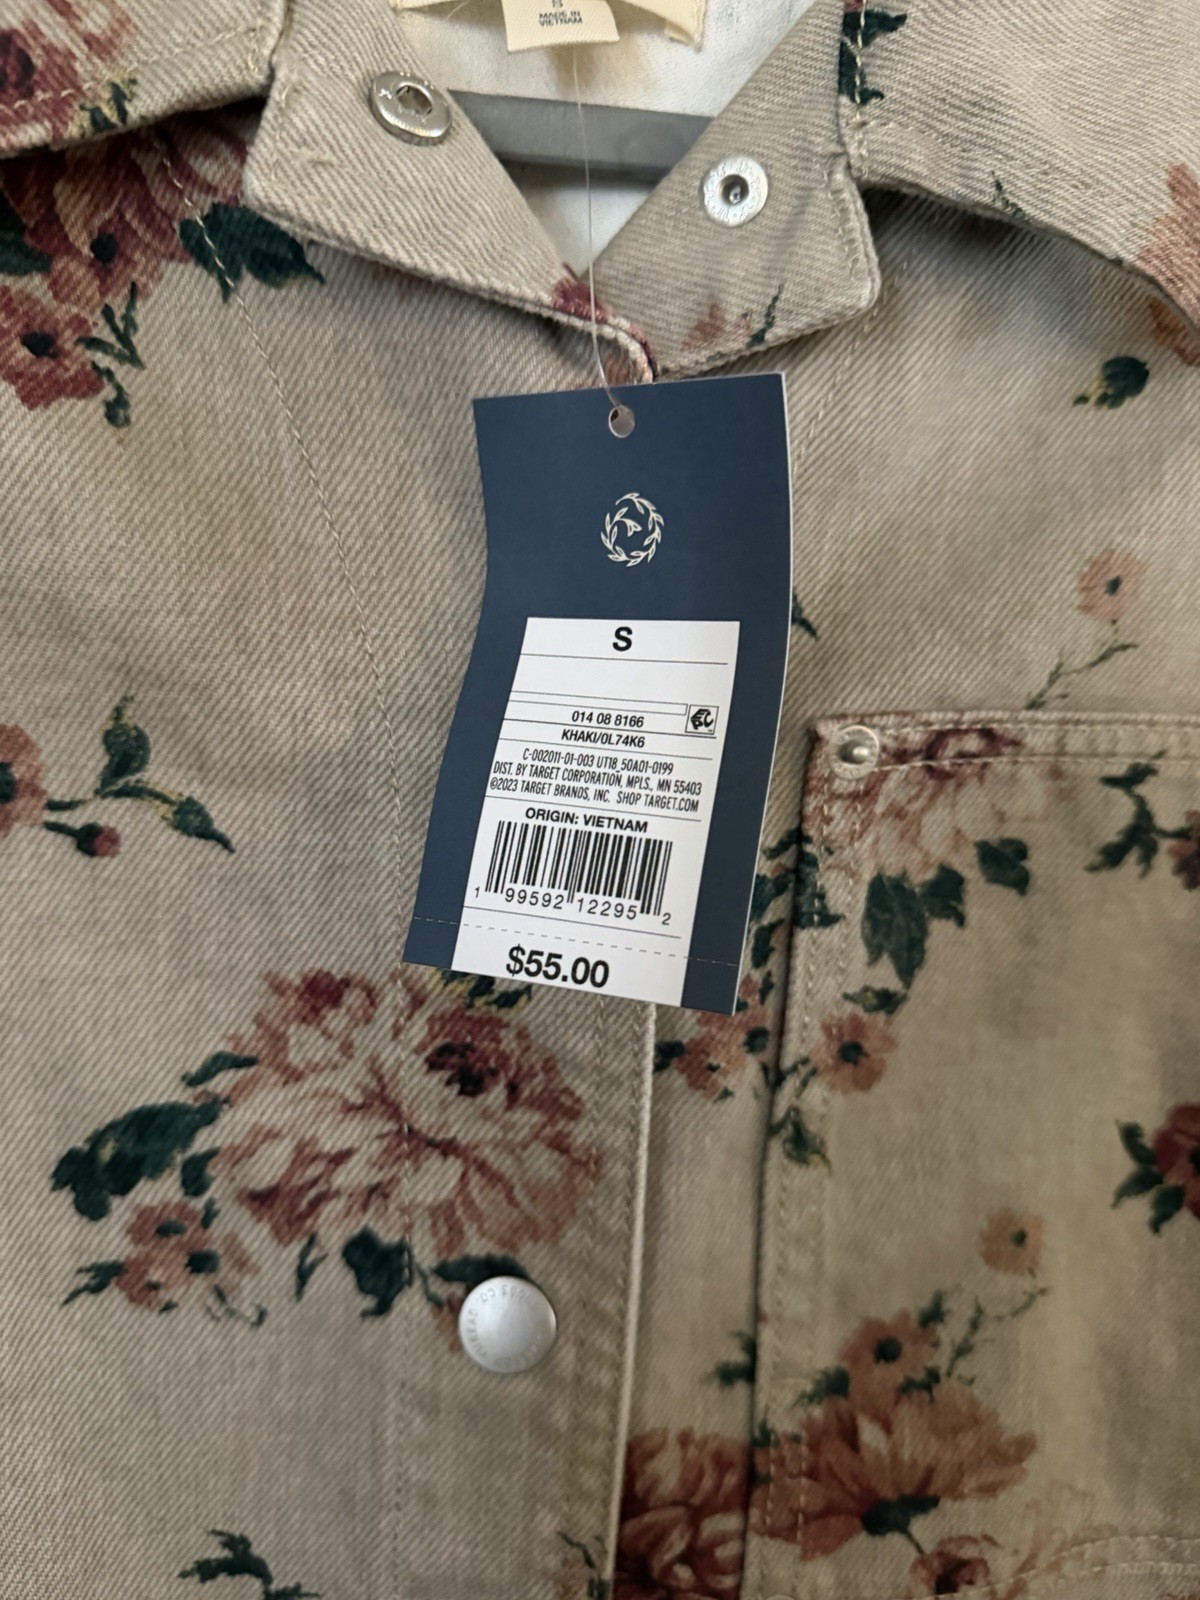 S
MADE IN
VIETNAM
S
014 08 8166
KHAKI/0L74K6
C-002011-01-003 UT18_50A01-0199
DIST. BY TARGET CORPORATION, MPLS., MN 55403
©2023 TARGET BRANDS, INC. SHOP TARGET.COM
ORIGIN: VIETNAM
1 99592 12295 2
$55.00